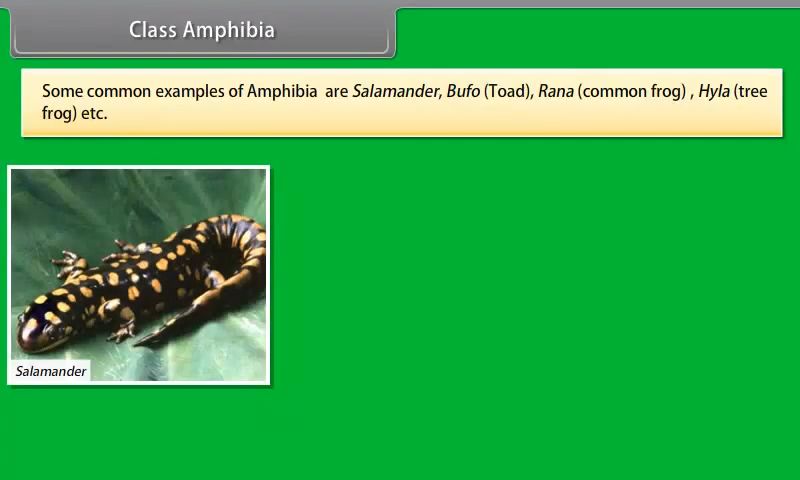 Class Amphibia
Some common examples of Amphibia are Salamander, Bufo (Toad), Rana (common frog) , Hyla (tree
frog) etc.
Salamander